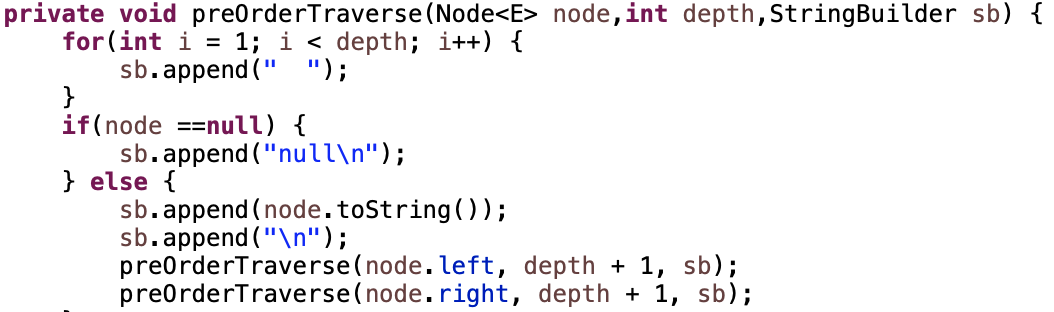 private void preOrderTraverse(Node<E> node,int depth,StringBuilder sb) {
    for(int i = 1; i < depth; i++) {
        sb.append("  ");
    }
    if(node ==null) {
        sb.append("null\n");
    } else {
        sb.append(node.toString());
        sb.append("\n");
        preOrderTraverse(node.left, depth + 1, sb);
        preOrderTraverse(node.right, depth + 1, sb);